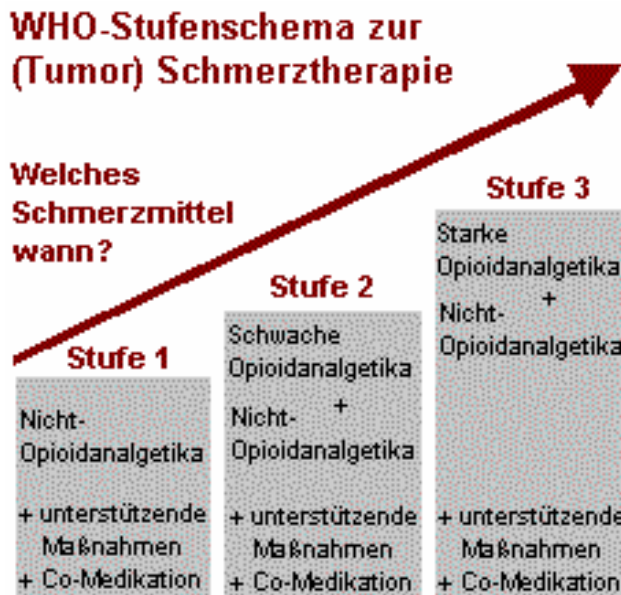 WHO-Stufenschema zur
(Tumor) Schmerztherapie
Welches
Schmerzmittel
wann?
Stufe 1
Nicht-
Opioidanalgetika
+ unterstützende
Maßnahmen
+ Co-Medikation
Stufe 2
Schwache
Opioidanalgetika
+
Nicht-
Opioidanalgetika
+ unterstützende
Maßnahmen
+ Co-Medikation
Stufe 3
Starke
Opioidanalgetika
+
Nicht-
Opioidanalgetika
+ unterstützende
Maßnahmen
+ Co-Medikation